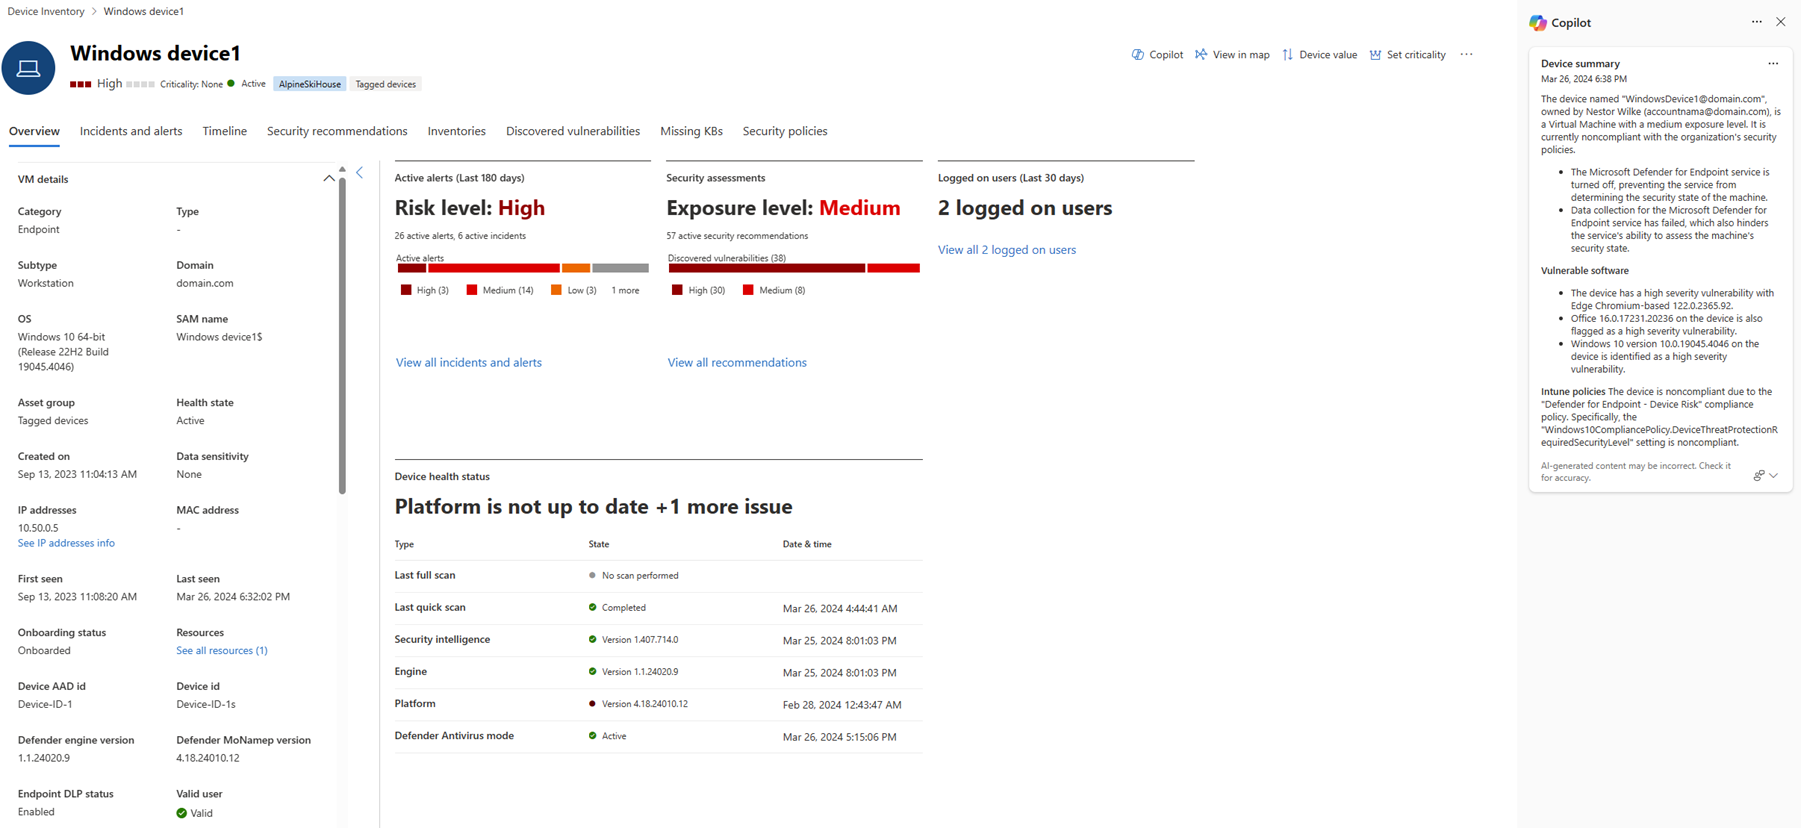 Device Inventory > Windows device1
Windows device1
High Criticality: None Active AlpineSkiHouse Tagged devices
Copilot View in map Device value Set criticality ...
Overview Incidents and alerts Timeline Security recommendations Inventories Discovered vulnerabilities Missing KBs Security policies
VM details
Category Type
Endpoint -
Subtype Domain
Workstation domain.com
OS SAM name
Windows 10 64-bit Windows device1$
(Release 22H2 Build
19045.4046)
Asset group Health state
Tagged devices Active
Created on Data sensitivity
Sep 13, 2023 11:04:13 AM None
IP addresses MAC address
10.50.0.5 -
See IP addresses info
First seen Last seen
Sep 13, 2023 11:08:20 AM Mar 26, 2024 6:32:02 PM
Onboarding status Resources
Onboarded See all resources (1)
Device AAD id Device id
Device-ID-1 Device-ID-1s
Defender engine version Defender MoNamep version
1.1.24020.9 4.18.24010.12
Endpoint DLP status Valid user
Enabled Valid
Active alerts (Last 180 days)
Risk level: High
26 active alerts, 6 active incidents
Active alerts
High (3) Medium (14) Low (3) 1 more
View all incidents and alerts
Security assessments
Exposure level: Medium
57 active security recommendations
Discovered vulnerabilities (38)
High (30) Medium (8)
View all recommendations
Logged on users (Last 30 days)
2 logged on users
View all 2 logged on users
Device health status
Platform is not up to date +1 more issue
Type State Date & time
Last full scan No scan performed
Last quick scan Completed Mar 26, 2024 4:44:41 AM
Security intelligence Version 1.407.714.0 Mar 25, 2024 8:01:03 PM
Engine Version 1.1.24020.9 Mar 25, 2024 8:01:03 PM
Platform Version 4.18.24010.12 Feb 28, 2024 12:43:47 AM
Defender Antivirus mode Active Mar 26, 2024 5:15:06 PM
Copilot ...
Device summary ...
Mar 26, 2024 6:38 PM
The device named "WindowsDevice1@domain.com",
owned by Nestor Wilke (accountnama@domain.com), is
a Virtual Machine with a medium exposure level. It is
currently noncompliant with the organization's security
policies.
• The Microsoft Defender for Endpoint service is
turned off, preventing the service from
determining the security state of the machine.
• Data collection for the Microsoft Defender for
Endpoint service has failed, which also hinders
the service's ability to assess the machine's
security state.
Vulnerable software
• The device has a high severity vulnerability with
Edge Chromium-based 122.0.2365.92.
• Office 16.0.17231.20236 on the device is also
flagged as a high severity vulnerability.
• Windows 10 version 10.0.19045.4046 on the
device is identified as a high severity
vulnerability.
Intune policies The device is noncompliant due to the
"Defender for Endpoint - Device Risk" compliance
policy. Specifically, the
"Windows10CompliancePolicy.DeviceThreatProtectionR
equiredSecurityLevel" setting is noncompliant.
AI-generated content may be incorrect. Check it
for accuracy.